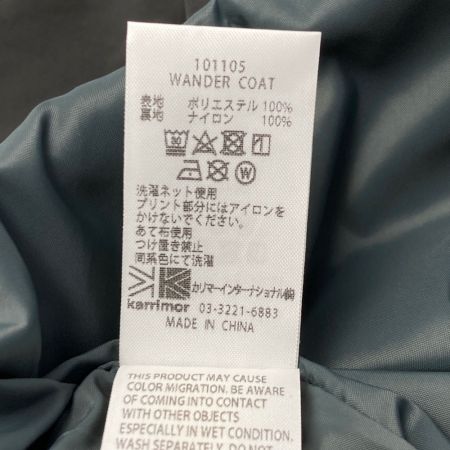 101105
WANDER COAT
表地 ポリエステル 100%
裏地 ナイロン 100%
洗濯ネット使用
プリント部分にはアイロンを
かけないでください。
あて布使用
つけ置き禁止
同系色にて洗濯
カリマーインターナショナル㈱
karrimor 03-3221-6883
MADE IN CHINA
THIS PRODUCT MAY CAUSE
COLOR MIGRATION. BE AWARE
OF COMING INTO CONTACT
WITH OTHER OBJECTS
ESPECIALLY IN WET CONDITION.
WASH SEPARATELY. DO NOT